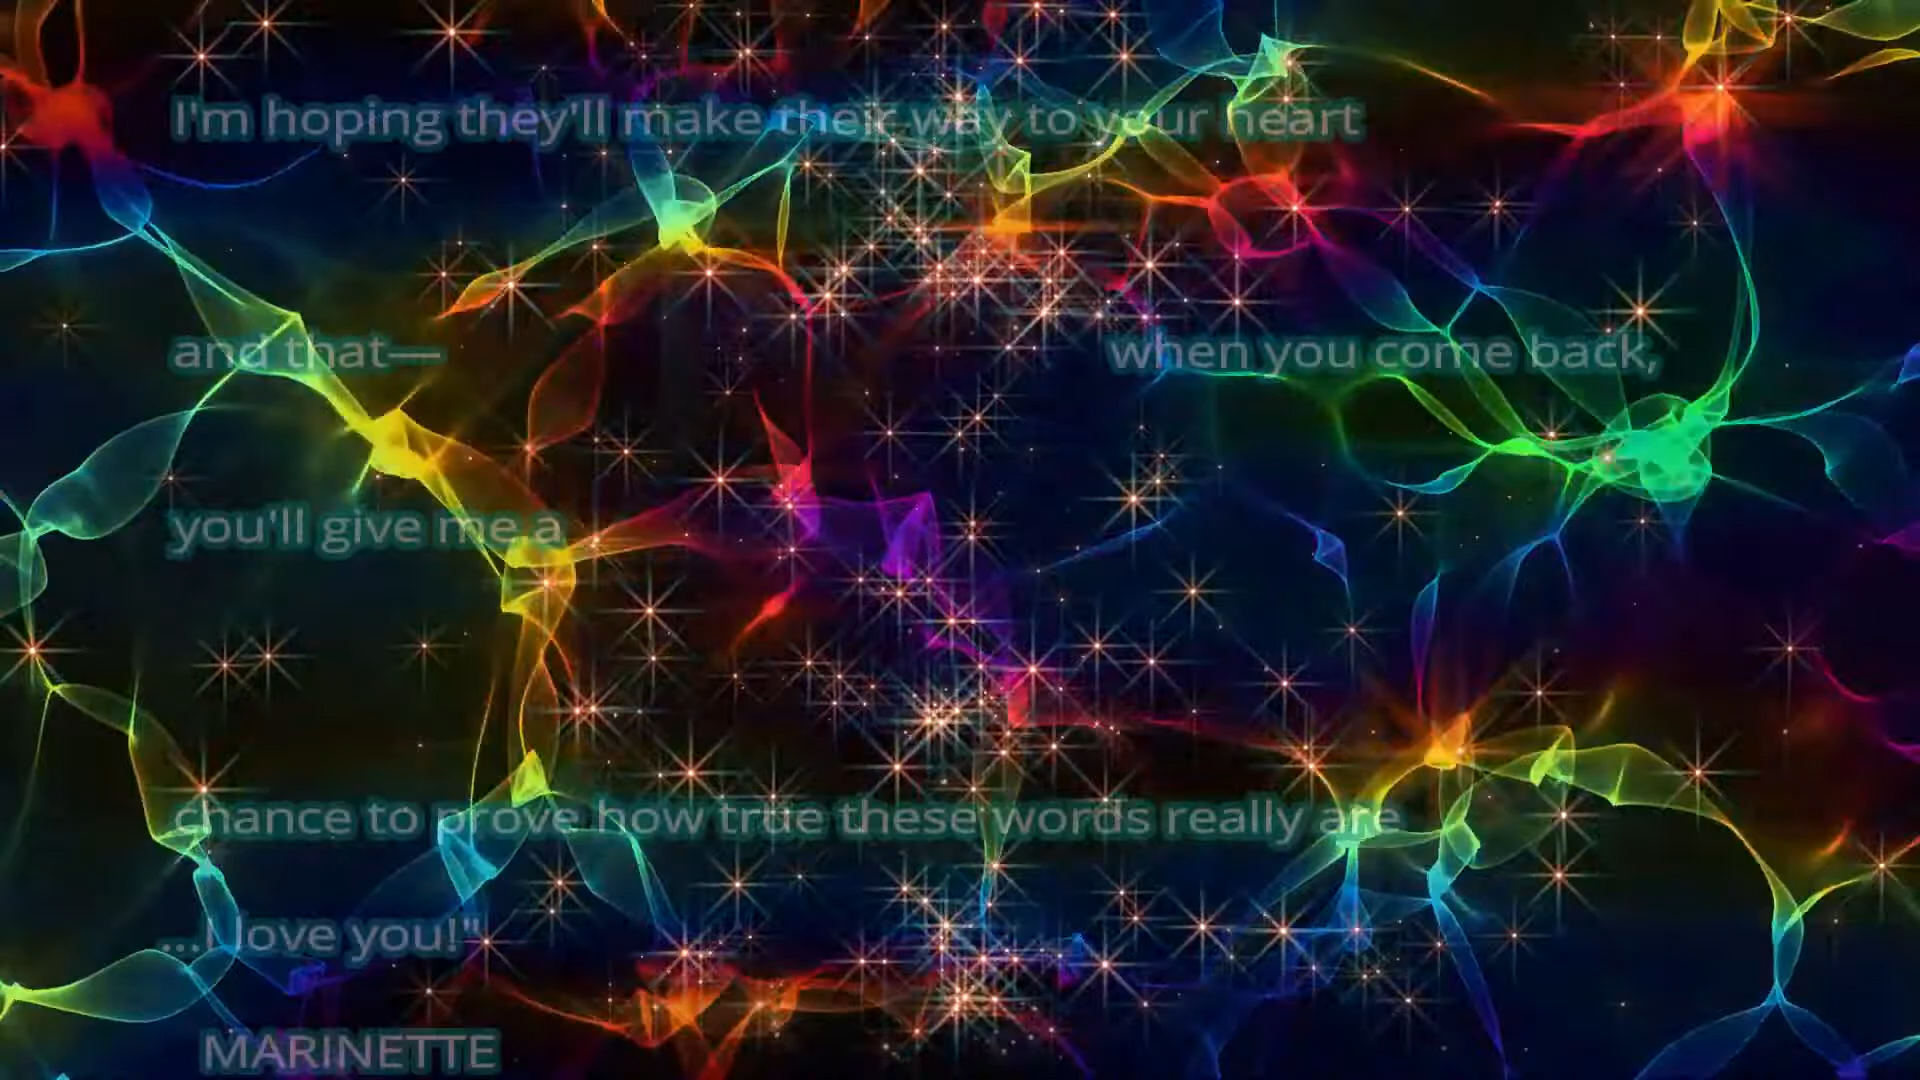 I'm hoping they'll make their way to your heart
and that— when you come back,
you'll give me a
chance to prove how true these words really are
...I love you!"
MARINETTE